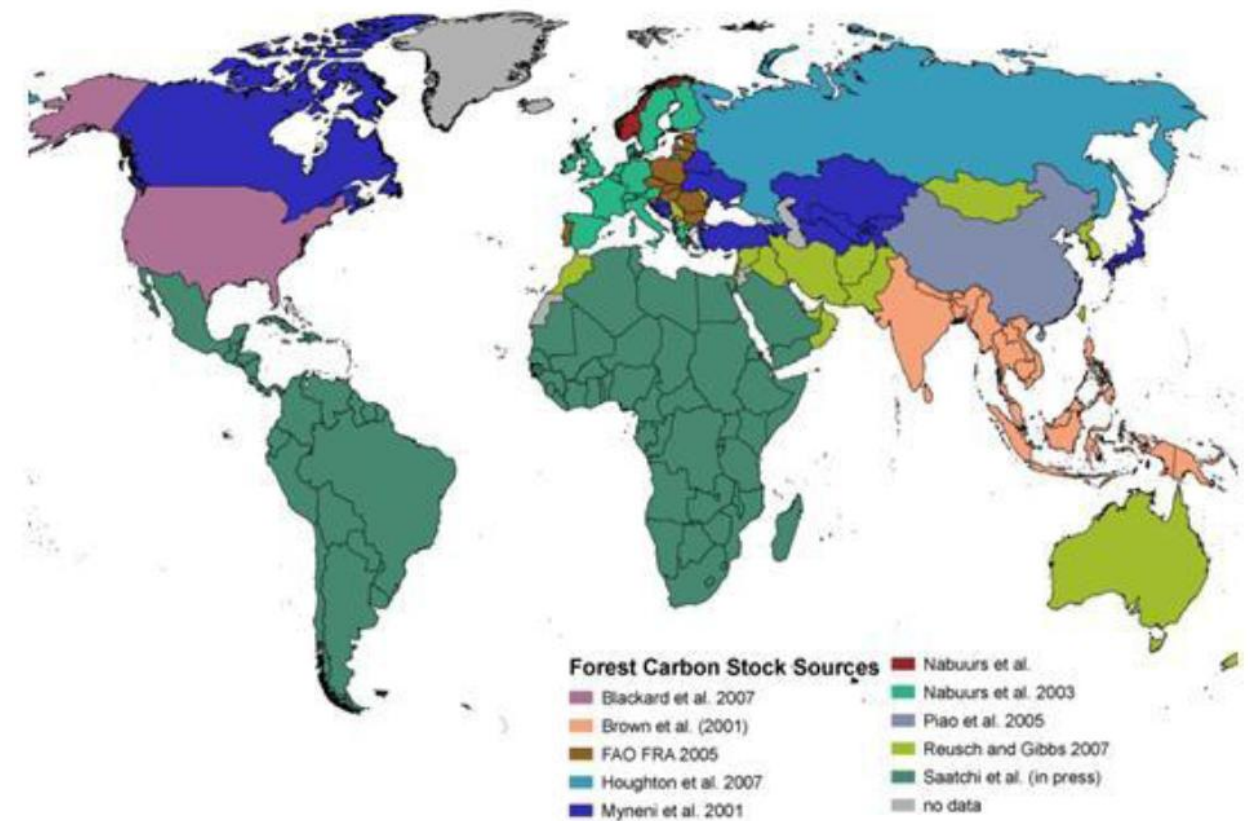 Forest Carbon Stock Sources
Blackard et al. 2007
Brown et al. (2001)
FAO FRA 2005
Houghton et al. 2007
Myneni et al. 2001
Nabuurs et al.
Nabuurs et al. 2003
Piao et al. 2005
Reusch and Gibbs 2007
Saatchi et al. (in press)
no data